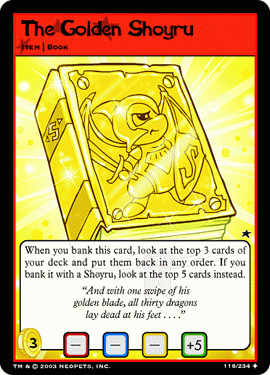 The Golden Shoyru
Item | Book
When you bank this card, look at the top 3 cards of
your deck and put them back in any order. If you
bank it with a Shoyru, look at the top 5 cards instead.
“And with one swipe of his
golden blade, all thirty dragons
lay dead at his feet . . . .”
3
—
—
—
+5
TM & © 2003 NEOPETS, INC.
118/234